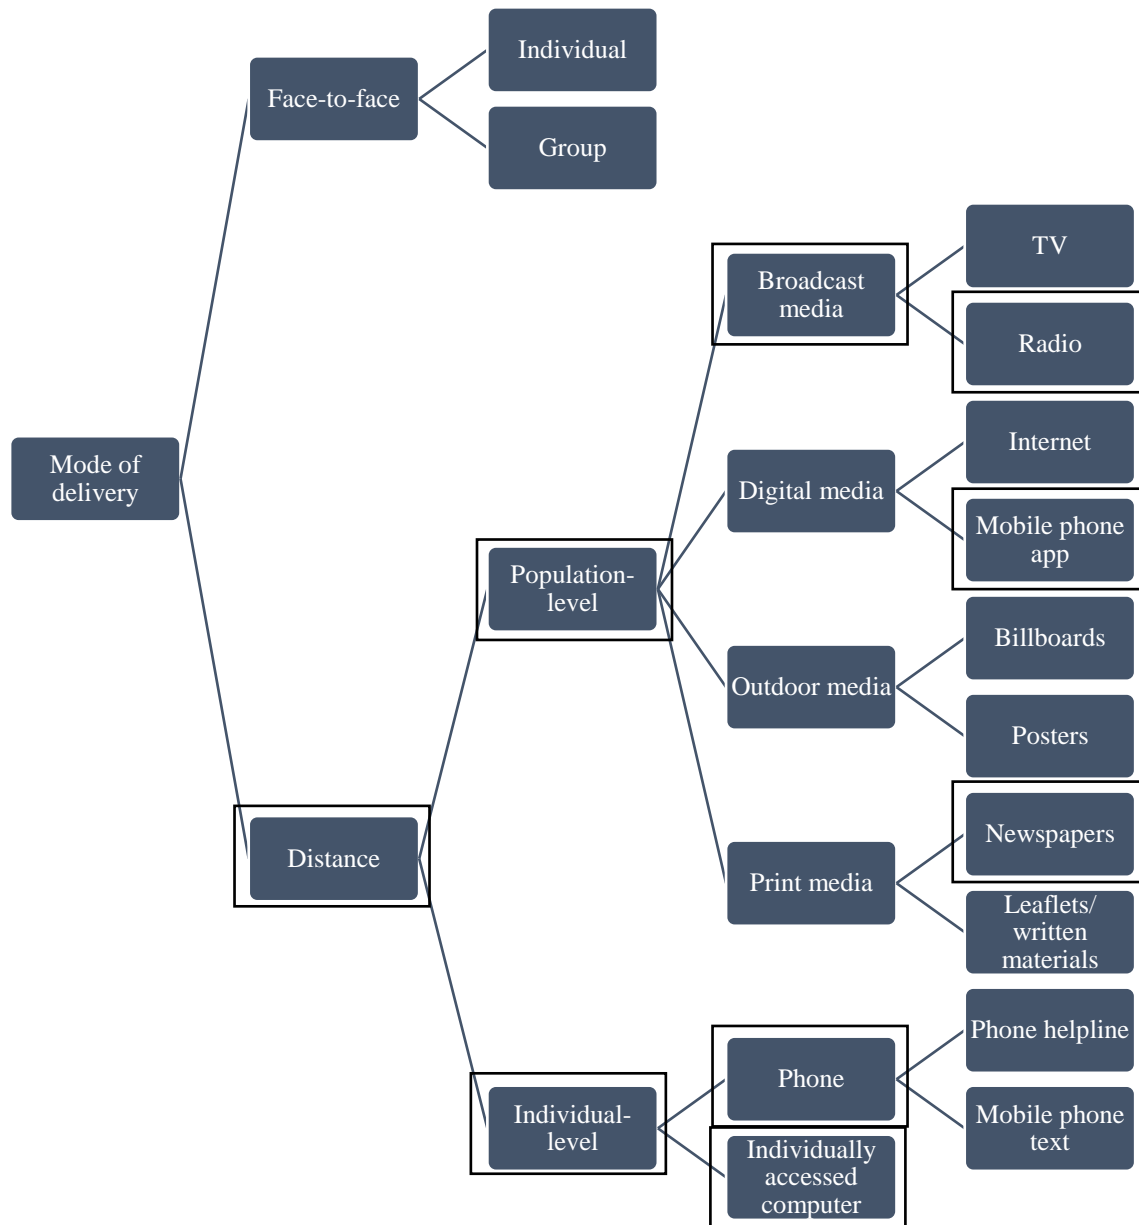 Individual
Face-to-face
Group
TV
Broadcast
media
Radio
Internet
Mode of
delivery
Digital media
Mobile phone
app
Population-
level
Billboards
Outdoor media
Posters
Newspapers
Distance
Print media
Leaflets/
written
materials
Phone helpline
Phone
Individual-
level
Mobile phone
text
Individually
accessed
computer